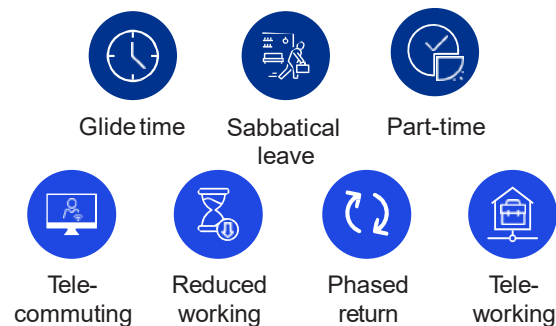 Glide time Sabbatical Part-time
leave
Tele- Reduced Phased Tele-
commuting working return working